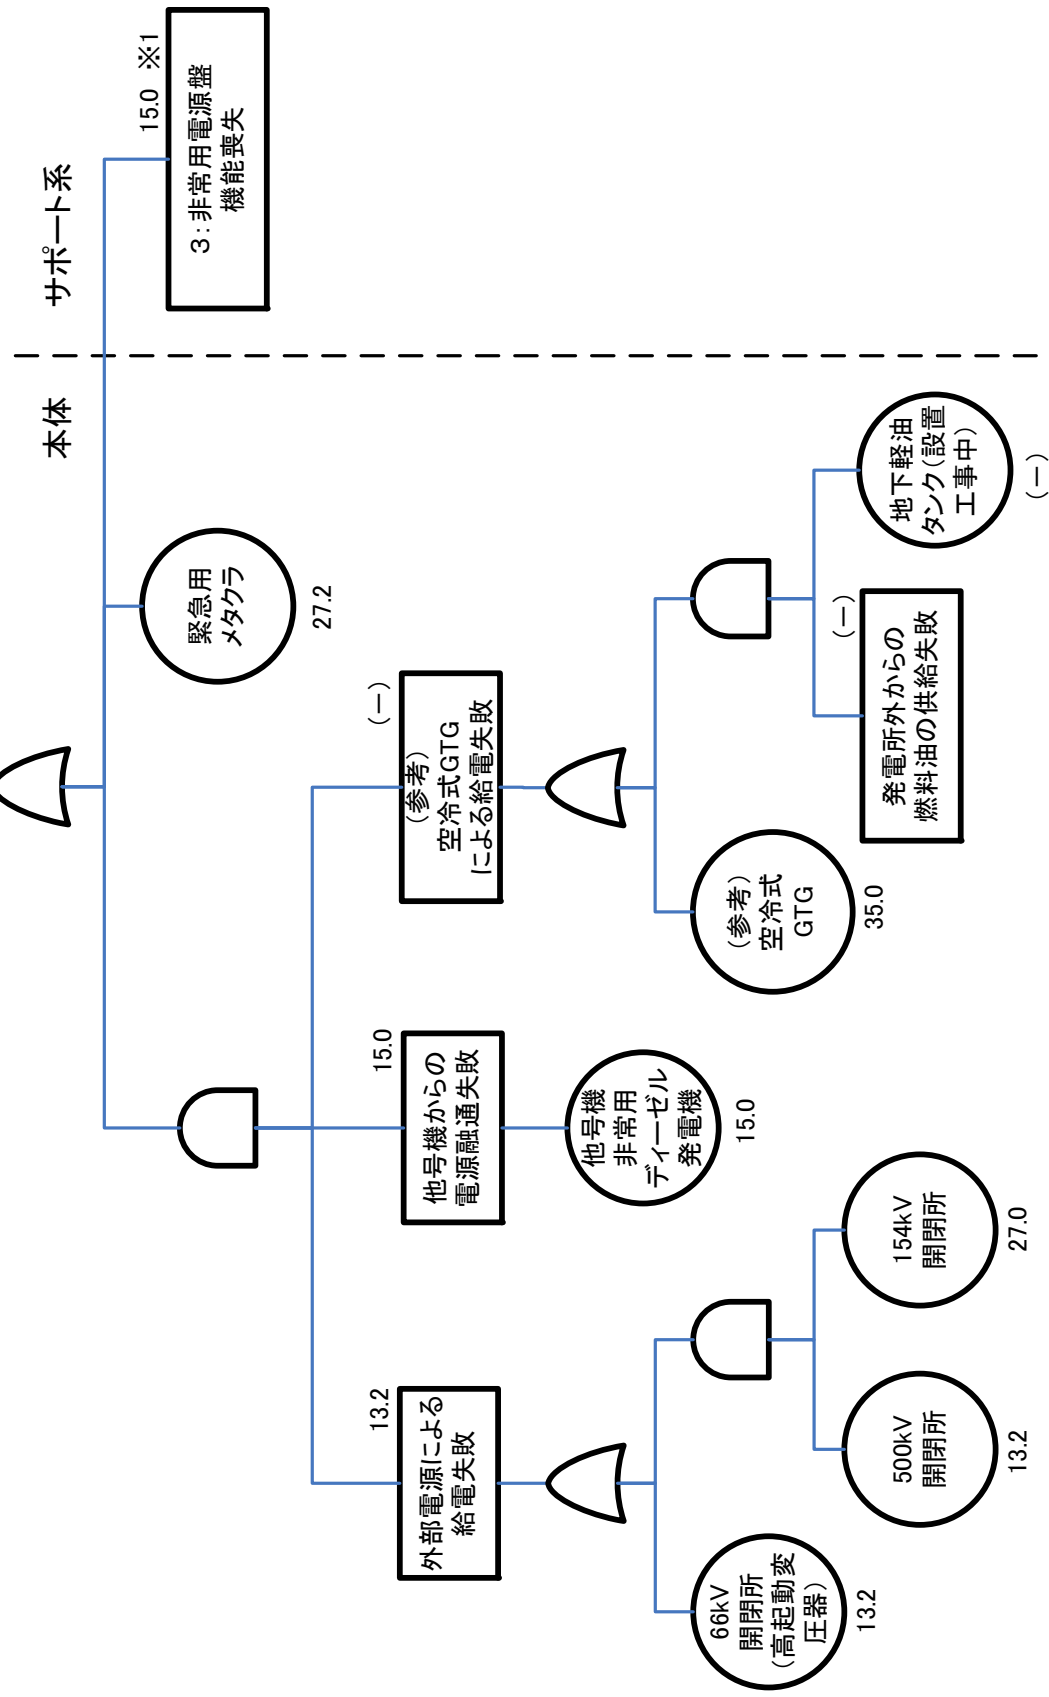 本体
サポート系
15.0 ※1
3：非常用電源盤
機能喪失
緊急用
メタクラ
27.2
13.2
外部電源による
給電失敗
15.0
他号機からの
電源融通失敗
(－)
(参考)
空冷式GTG
による給電失敗
66kV
開閉所
(高起動変
圧器)
13.2
500kV
開閉所
13.2
154kV
開閉所
27.0
他号機
非常用
ディーゼル
発電機
15.0
(参考)
空冷式
GTG
35.0
(－)
発電所外からの
燃料油の供給失敗
地下軽油
タンク(設置
工事中)
(－)